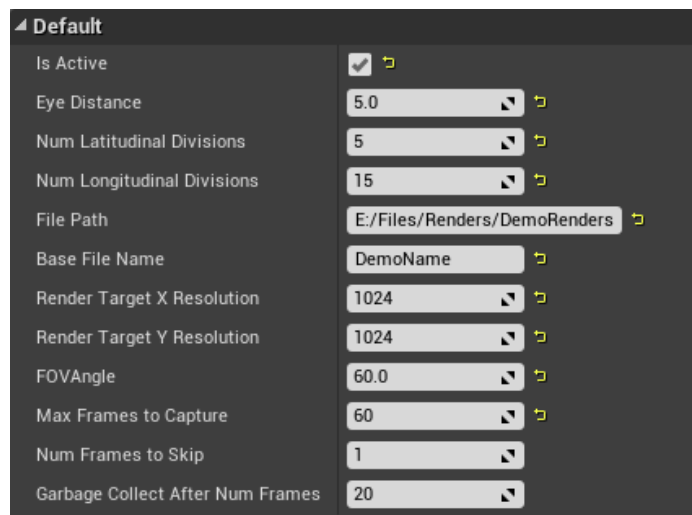 Default
Is Active
Eye Distance 5.0
Num Latitudinal Divisions 5
Num Longitudinal Divisions 15
File Path E:/Files/Renders/DemoRenders
Base File Name DemoName
Render Target X Resolution 1024
Render Target Y Resolution 1024
FOVAngle 60.0
Max Frames to Capture 60
Num Frames to Skip 1
Garbage Collect After Num Frames 20